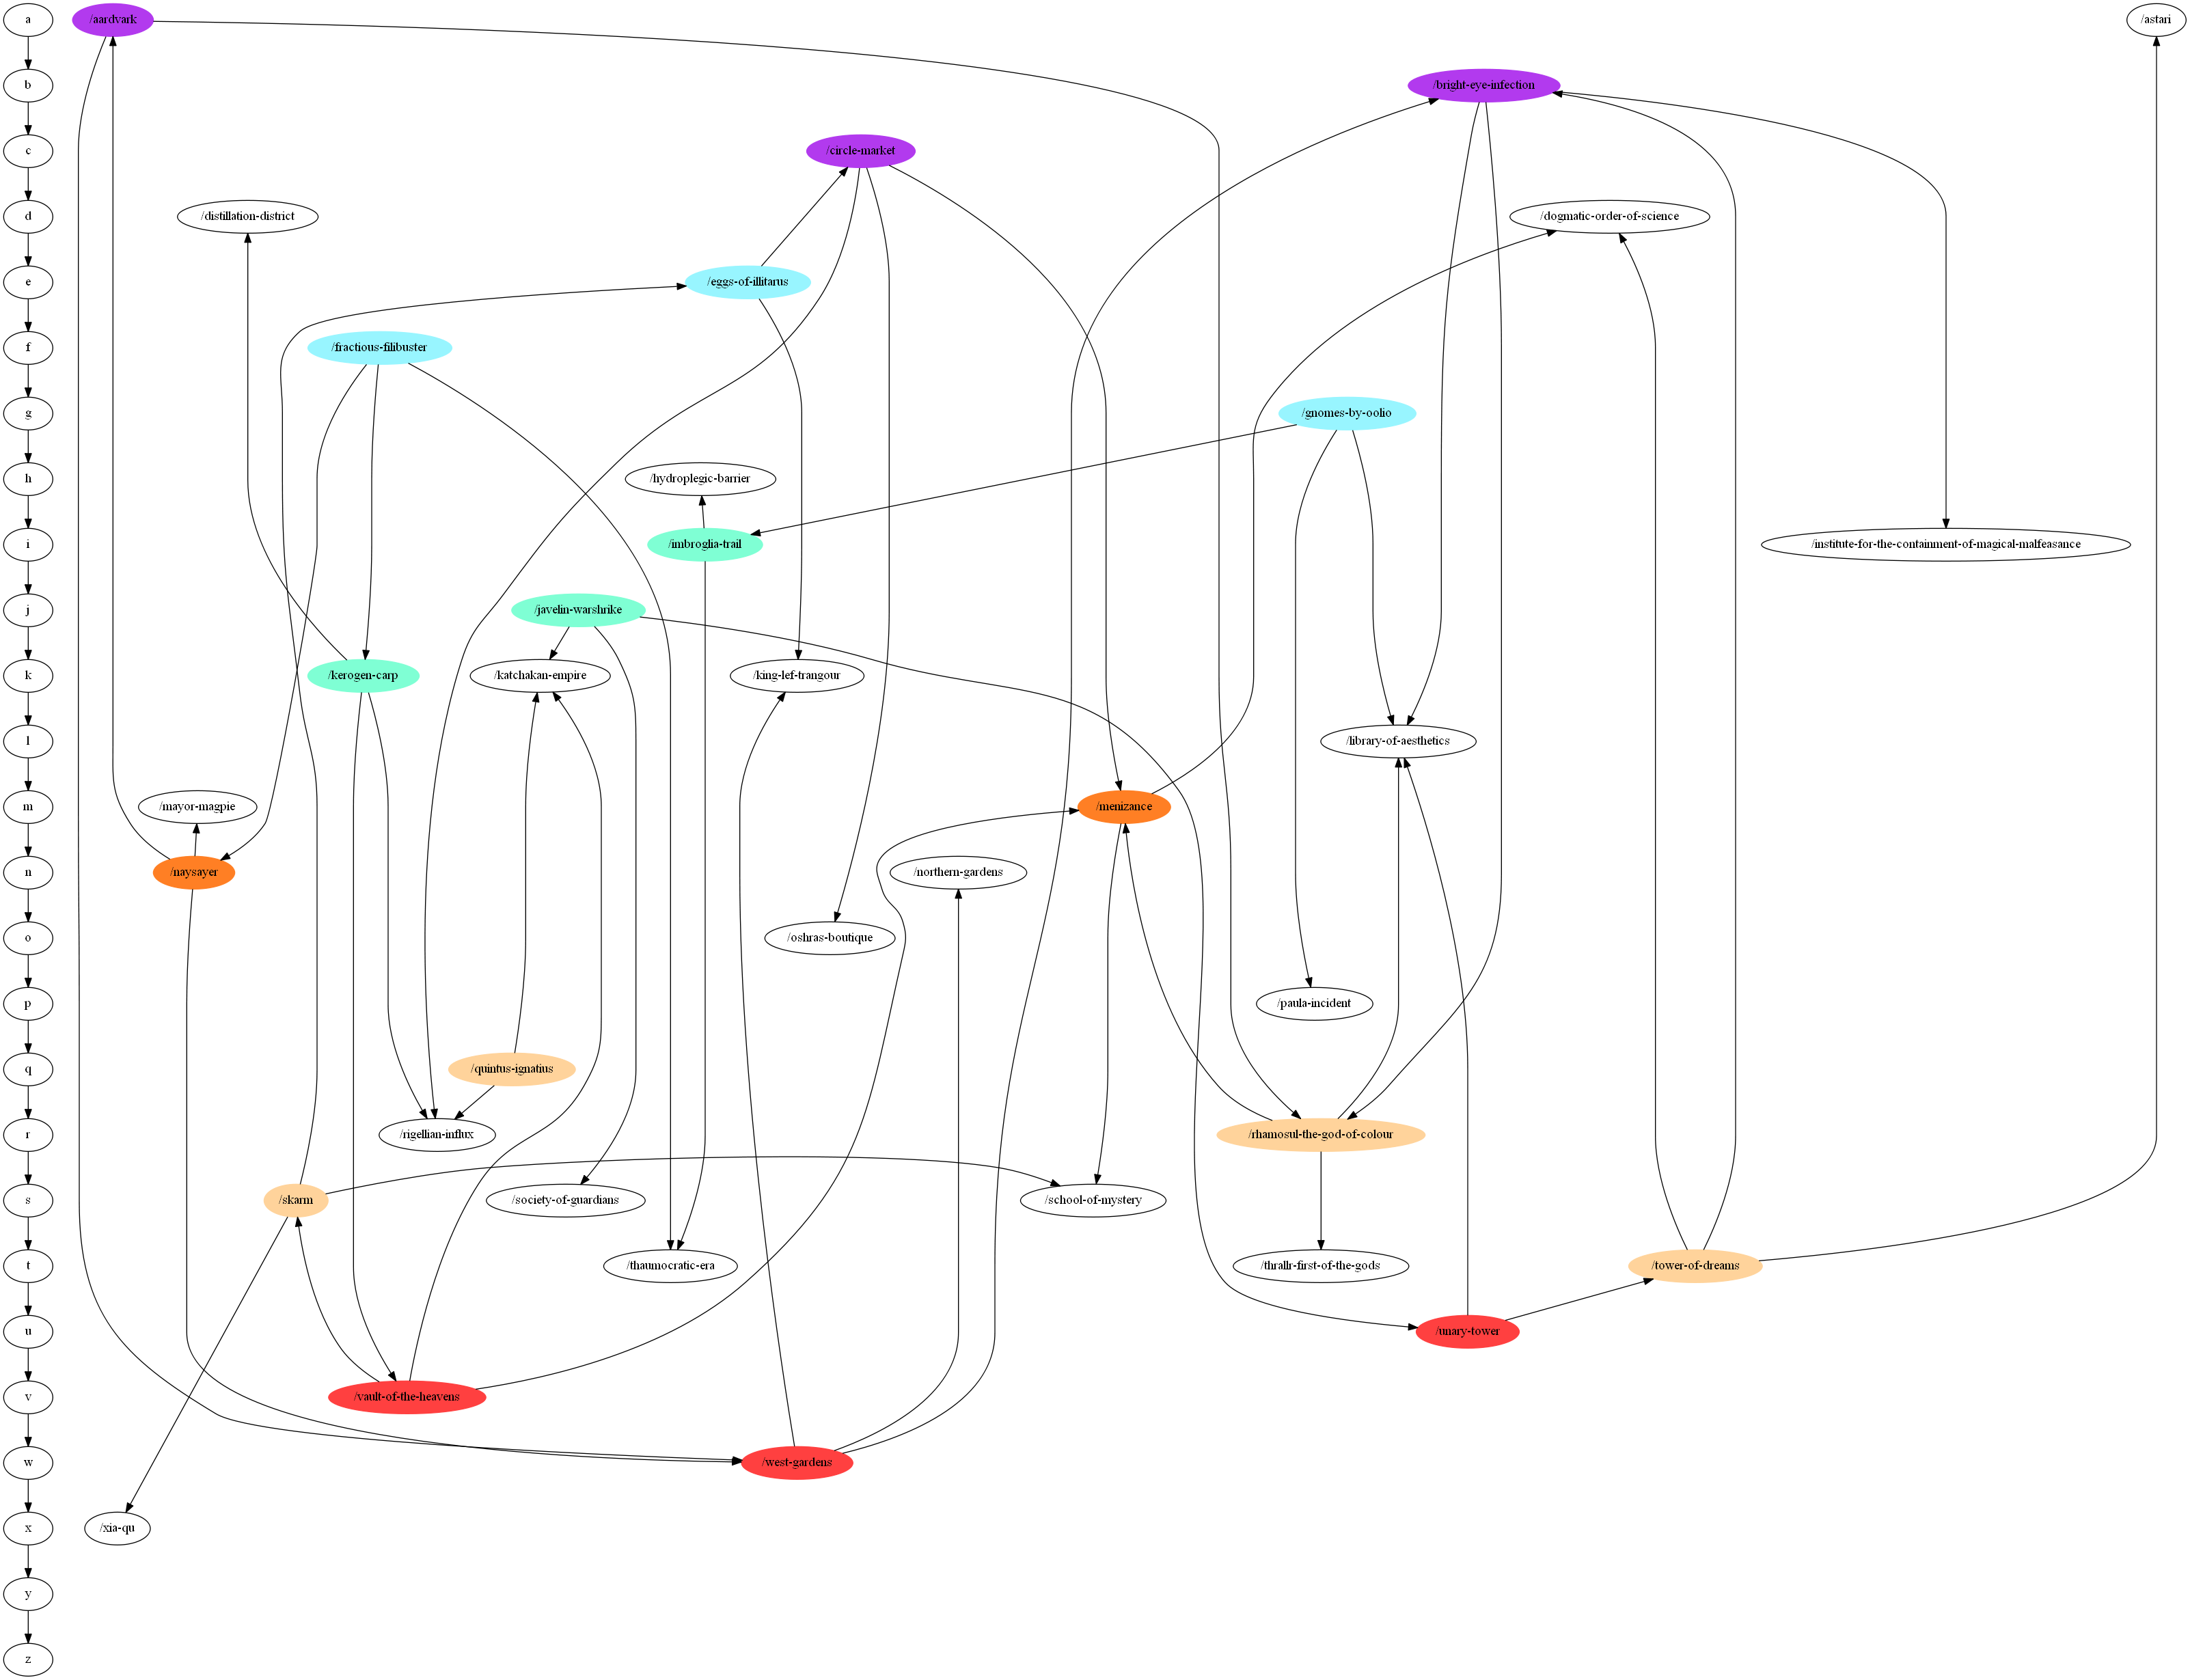 a
/aardvark
/astari
b
/bright-eye-infection
c
/circle-market
d
/distillation-district
/dogmatic-order-of-science
e
/eggs-of-illitarus
f
/fractious-filibuster
g
/gnomes-by-oolio
h
/hydroplegic-barrier
i
/imbroglia-trail
/institute-for-the-containment-of-magical-malfeasance
j
/javelin-warshrike
k
/kerogen-carp
/katchakan-empire
/king-lef-trangour
l
/library-of-aesthetics
m
/mayor-magpie
/menizance
n
/naysayer
/northern-gardens
o
/oshras-boutique
p
/paula-incident
q
/quintus-ignatius
r
/rigellian-influx
/rhamosul-the-god-of-colour
s
/skarm
/society-of-guardians
/school-of-mystery
t
/thaumocratic-era
/thrallr-first-of-the-gods
/tower-of-dreams
u
/unary-tower
v
/vault-of-the-heavens
w
/west-gardens
x
/xia-qu
y
z